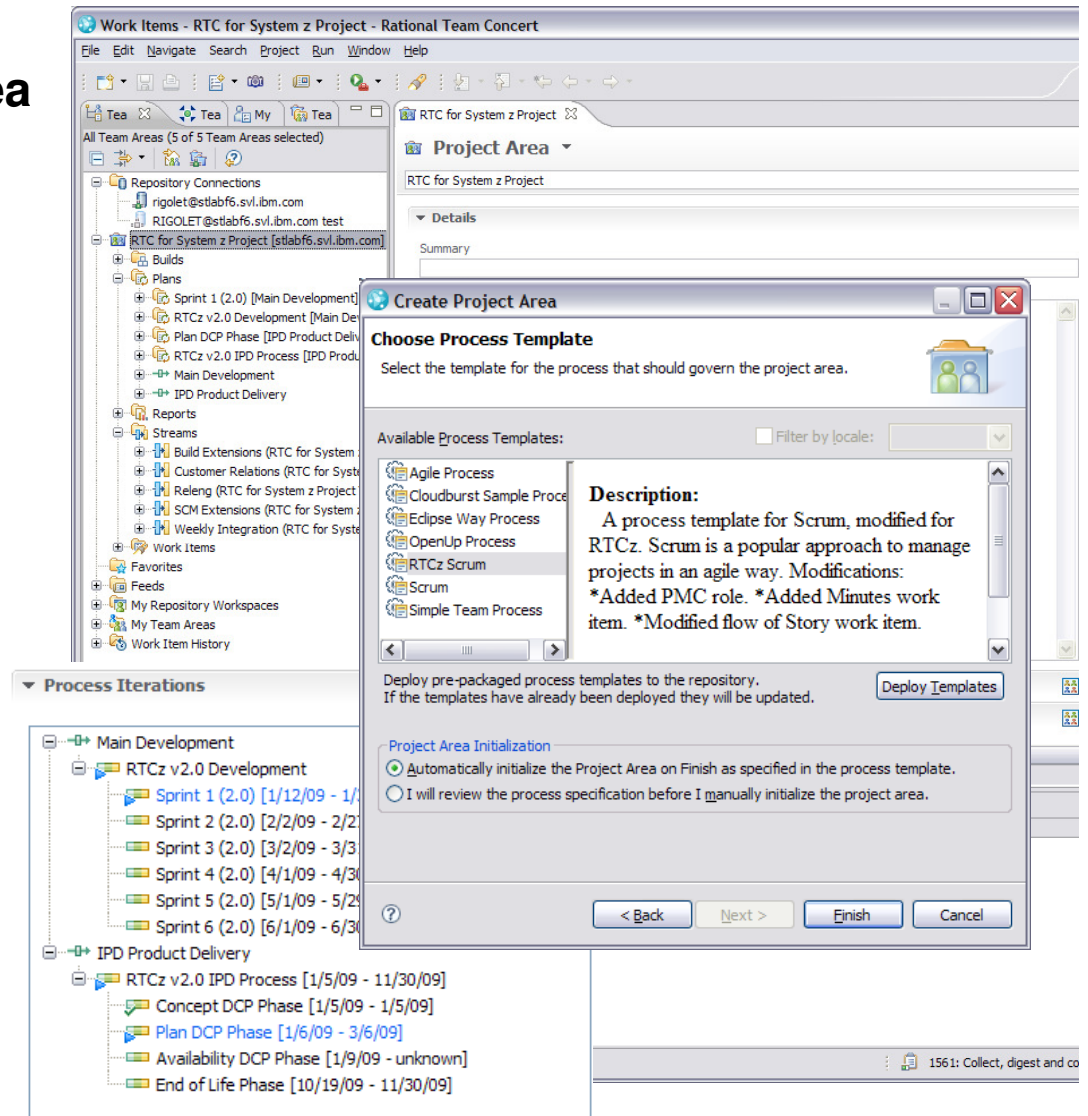 ea
Work Items - RTC for System z Project - Rational Team Concert
File Edit Navigate Search Project Run Window Help
Tea Tea My Tea
All Team Areas (5 of 5 Team Areas selected)
Repository Connections
rigolet@stlabf6.svl.ibm.com
RIGOLET@stlabf6.svl.ibm.com test
RTC for System z Project [stlabf6.svl.ibm.com]
Builds
Plans
Sprint 1 (2.0) [Main Development]
RTCz v2.0 Development [Main De
Plan DCP Phase [IPD Product Deliv
RTCz v2.0 IPD Process [IPD Produ
Main Development
IPD Product Delivery
Reports
Streams
Build Extensions (RTC for System
Customer Relations (RTC for Syste
Releng (RTC for System z Project
SCM Extensions (RTC for System z
Weekly Integration (RTC for Syste
Work Items
Favorites
Feeds
My Repository Workspaces
My Team Areas
Work Item History
RTC for System z Project
Project Area
RTC for System z Project
Details
Summary
Create Project Area
Choose Process Template
Select the template for the process that should govern the project area.
Available Process Templates:
Filter by locale:
Agile Process
Cloudburst Sample Proce
Eclipse Way Process
OpenUp Process
RTCz Scrum
Scrum
Simple Team Process
Description:
A process template for Scrum, modified for
RTCz. Scrum is a popular approach to manage
projects in an agile way. Modifications:
*Added PMC role. *Added Minutes work
item. *Modified flow of Story work item.
Deploy pre-packaged process templates to the repository.
If the templates have already been deployed they will be updated.
Deploy Templates
Project Area Initialization
Automatically initialize the Project Area on Finish as specified in the process template.
I will review the process specification before I manually initialize the project area.
< Back Next > Finish Cancel
Process Iterations
Main Development
RTCz v2.0 Development
Sprint 1 (2.0) [1/12/09 - 1/
Sprint 2 (2.0) [2/2/09 - 2/27
Sprint 3 (2.0) [3/2/09 - 3/3
Sprint 4 (2.0) [4/1/09 - 4/30
Sprint 5 (2.0) [5/1/09 - 5/29
Sprint 6 (2.0) [6/1/09 - 6/30
IPD Product Delivery
RTCz v2.0 IPD Process [1/5/09 - 11/30/09]
Concept DCP Phase [1/5/09 - 1/5/09]
Plan DCP Phase [1/6/09 - 3/6/09]
Availability DCP Phase [1/9/09 - unknown]
End of Life Phase [10/19/09 - 11/30/09]
1561: Collect, digest and co